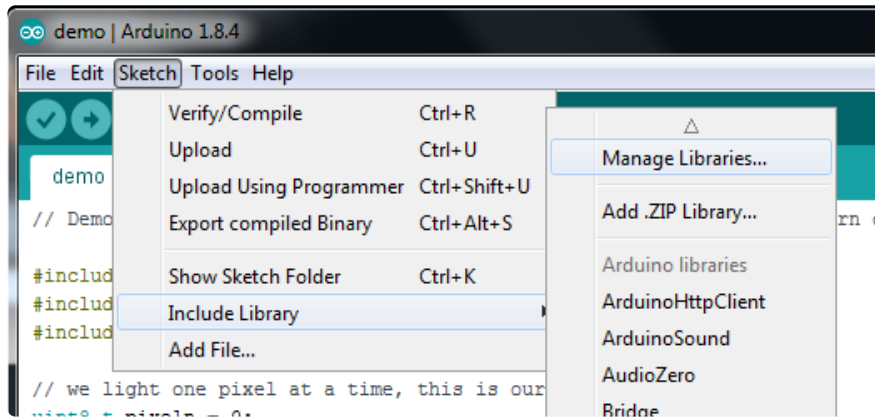 demo | Arduino 1.8.4
File Edit Sketch Tools Help
Verify/Compile Ctrl+R
Upload Ctrl+U
Upload Using Programmer Ctrl+Shift+U
Export compiled Binary Ctrl+Alt+S
Show Sketch Folder Ctrl+K
Include Library
Add File...
Manage Libraries...
Add .ZIP Library...
Arduino libraries
ArduinoHttpClient
ArduinoSound
AudioZero
Bridge
demo
// Demo
#includ
#includ
#includ
// we light one pixel at a time, this is our
uint8_t pixeln = 0;